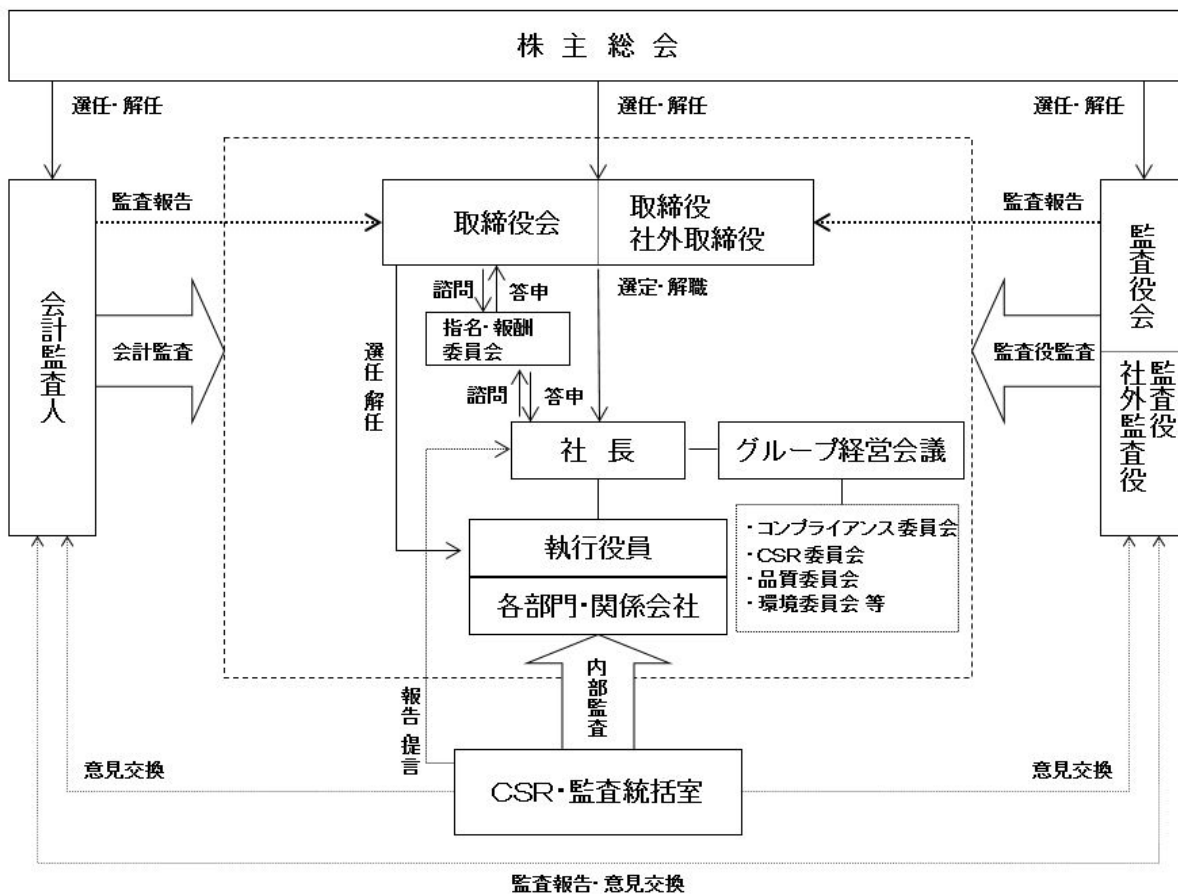 株主総会
選任・解任
選任・解任
選任・解任
監査報告
取締役会
取締役
社外取締役
監査報告
会計監査人
会計監査
諮問
答申
選定・解職
指名・報酬
委員会
選任・解任
諮問
答申
監査役会
監査役
社外監査役
監査役監査
社長
グループ経営会議
執行役員
各部門・関係会社
・コンプライアンス委員会
・CSR委員会
・品質委員会
・環境委員会 等
内部監査
報告・提言
意見交換
CSR・監査統括室
意見交換
監査報告・意見交換